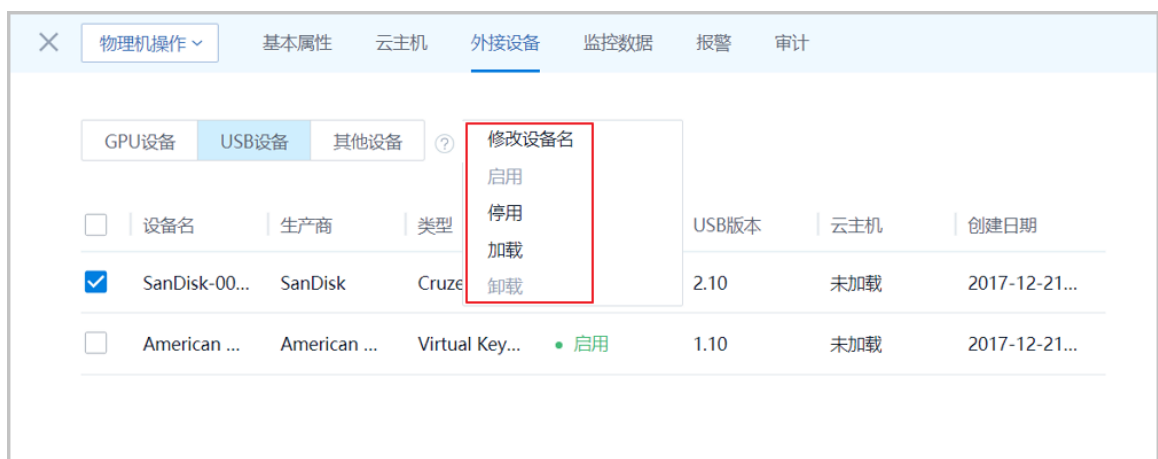 物理机操作 基本属性 云主机 外接设备 监控数据 报警 审计
GPU设备 USB设备 其他设备 ?
修改设备名
启用
停用
加载
卸载
设备名 生产商 类型 USB版本 云主机 创建日期
SanDisk-00... SanDisk Cruze 2.10 未加载 2017-12-21...
American ... American ... Virtual Key... 启用 1.10 未加载 2017-12-21...